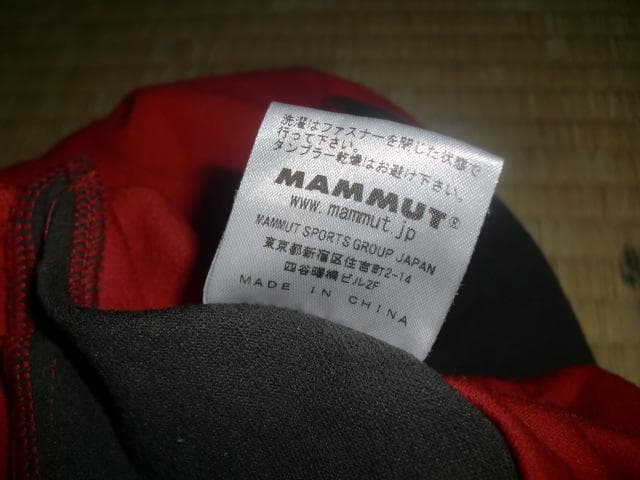 洗濯はファスナーを閉じた状態で
行って下さい。
タンブラー乾燥はお避け下さい。
MAMMUT®
www.mammut.jp
MAMMUT SPORTS GROUP JAPAN
東京都新宿区住吉町2-14
四谷曙橋ビル2F
MADE IN CHINA